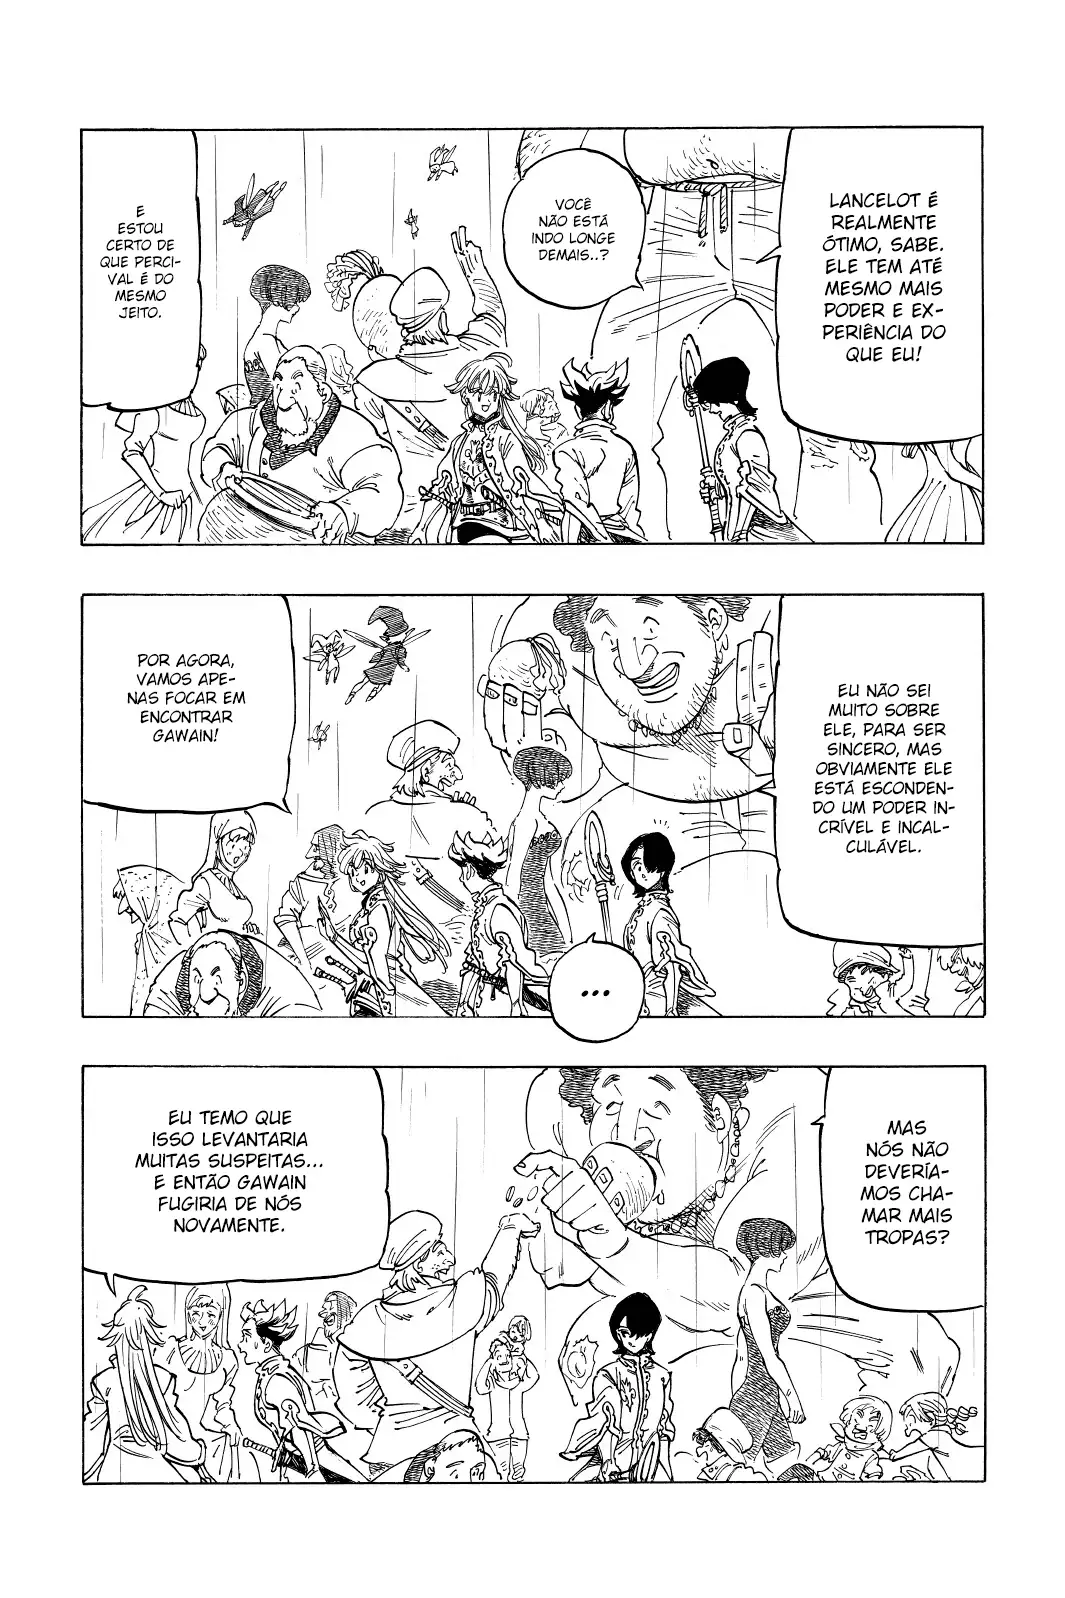 LANCELOT É
REALMENTE
ÓTIMO, SABE.
ELE TEM ATÉ
MESMO MAIS
PODER E EX-
PERIÊNCIA DO
QUE EU!
VOCÊ
NÃO ESTÁ
INDO LONGE
DEMAIS..?
E
ESTOU
CERTO DE
QUE PERCI-
VAL É DO
MESMO
JEITO.
EU NÃO SEI
MUITO SOBRE
ELE, PARA SER
SINCERO, MAS
OBVIAMENTE ELE
ESTÁ ESCONDEN-
DO UM PODER IN-
CRÍVEL E INCAL-
CULÁVEL.
POR AGORA,
VAMOS APE-
NAS FOCAR EM
ENCONTRAR
GAWAIN!
...
MAS
NÓS NÃO
DEVERÍA-
MOS CHA-
MAR MAIS
TROPAS?
EU TEMO QUE
ISSO LEVANTARIA
MUITAS SUSPEITAS...
E ENTÃO GAWAIN
FUGIRIA DE NÓS
NOVAMENTE.